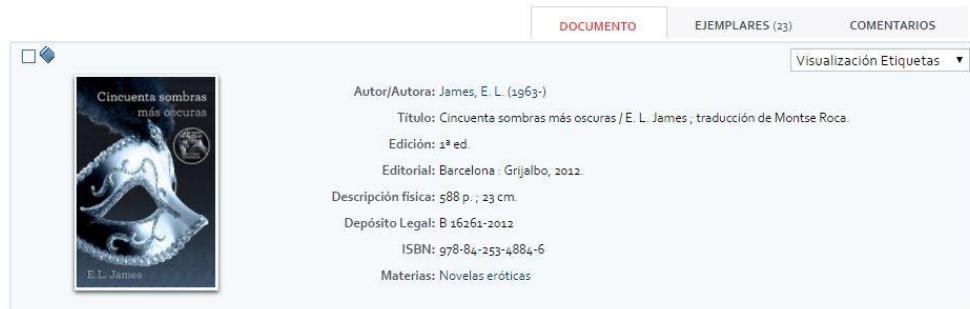 DOCUMENTO EJEMPLARES (23) COMENTARIOS
Visualización Etiquetas
Cincuenta sombras
más oscuras
E.L. James
Autor/Autora: James, E. L. (1963-)
Título: Cincuenta sombras más oscuras / E. L. James ; traducción de Montse Roca.
Edición: 1ª ed.
Editorial: Barcelona : Grijalbo, 2012.
Descripción física: 588 p. ; 23 cm.
Depósito Legal: B 16261-2012
ISBN: 978-84-253-4884-6
Materias: Novelas eróticas